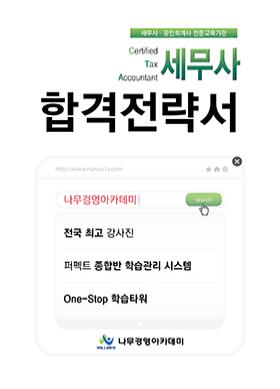 세무사 · 공인회계사 전문교육기관
Certified
Tax
Accountant
세무사
합격전략서
http://www.namucta.com
나무경영아카데미
search
전국 최고 강사진
퍼펙트 종합반 학습관리 시스템
One-Stop 학습타워
나무경영아카데미